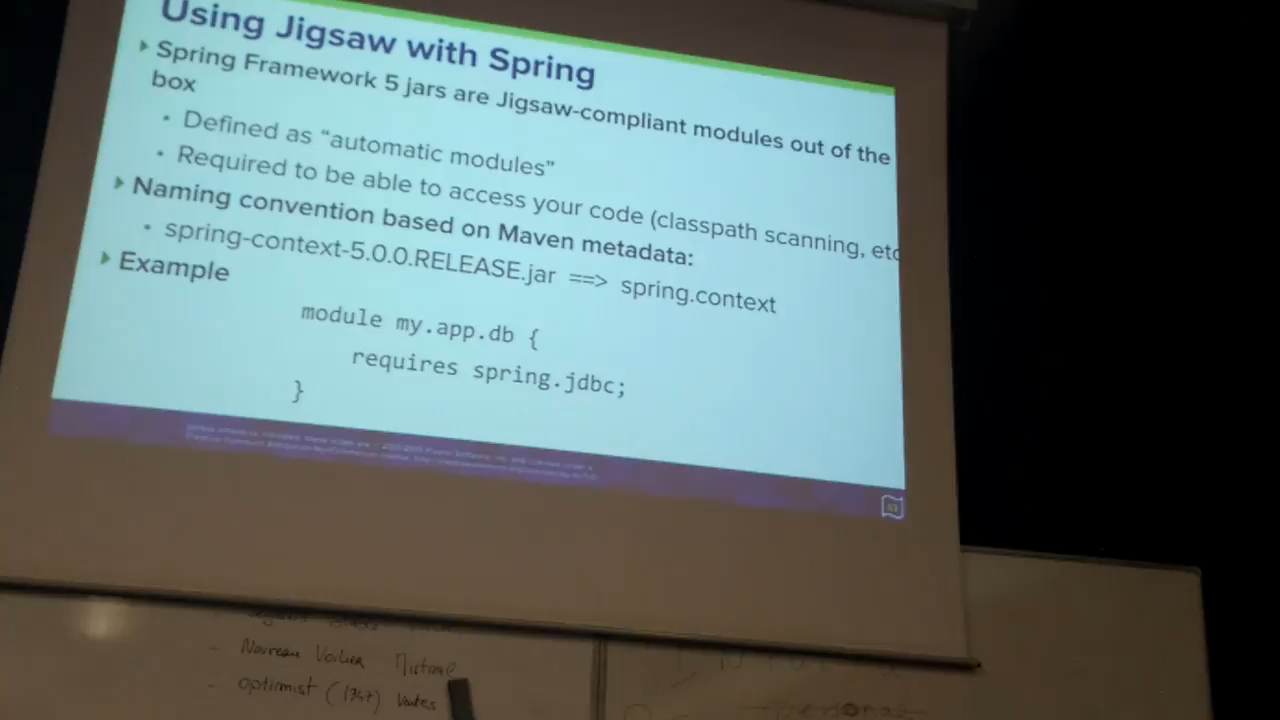 Using Jigsaw with Spring
Spring Framework 5 jars are Jigsaw-compliant modules out of the
box
• Defined as “automatic modules”
• Required to be able to access your code (classpath scanning, etc
Naming convention based on Maven metadata:
• spring-context-5.0.0.RELEASE.jar ==> spring.context
Example
module my.app.db {
requires spring.jdbc;
}
- Nouveau Voilier Mistral
- optimist (